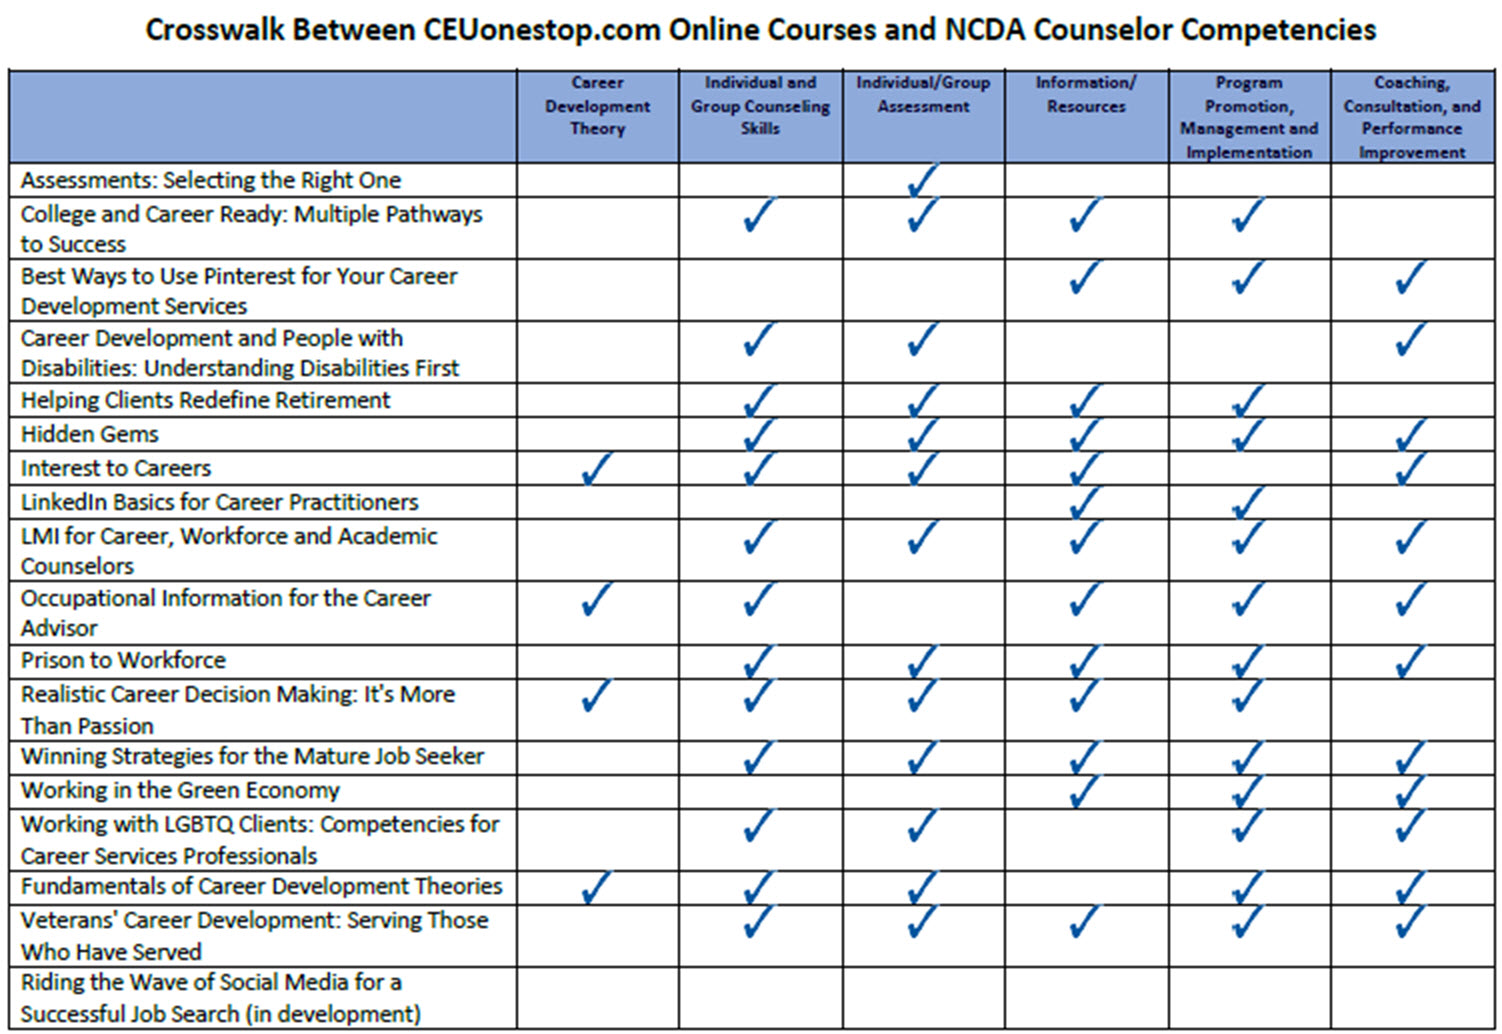 Crosswalk Between CEUonestop.com Online Courses and NCDA Counselor Competencies
Career
Development
Theory
Individual and
Group Counseling
Skills
Individual/Group
Assessment
Information/
Resources
Program
Promotion,
Management and
Implementation
Coaching,
Consultation, and
Performance
Improvement
Assessments: Selecting the Right One
College and Career Ready: Multiple Pathways
to Success
Best Ways to Use Pinterest for Your Career
Development Services
Career Development and People with
Disabilities: Understanding Disabilities First
Helping Clients Redefine Retirement
Hidden Gems
Interest to Careers
LinkedIn Basics for Career Practitioners
LMI for Career, Workforce and Academic
Counselors
Occupational Information for the Career
Advisor
Prison to Workforce
Realistic Career Decision Making: It's More
Than Passion
Winning Strategies for the Mature Job Seeker
Working in the Green Economy
Working with LGBTQ Clients: Competencies for
Career Services Professionals
Fundamentals of Career Development Theories
Veterans' Career Development: Serving Those
Who Have Served
Riding the Wave of Social Media for a
Successful Job Search (in development)